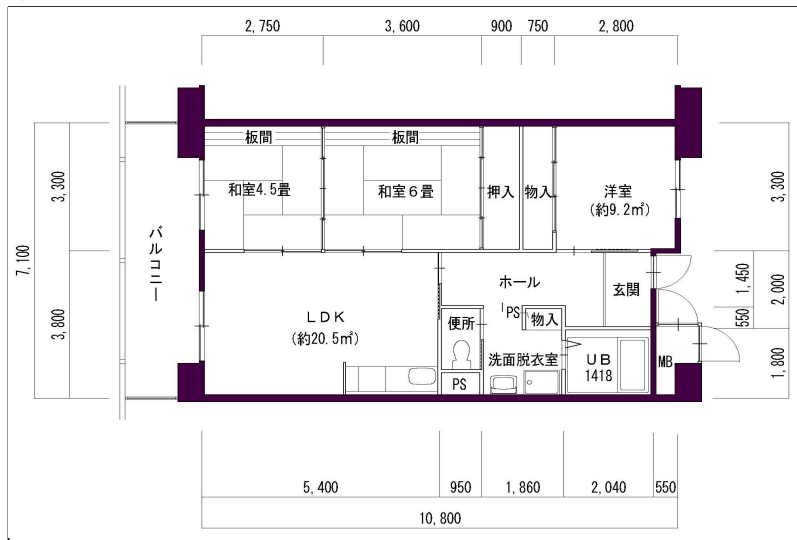 2,750
3,600
900
750
2,800
板間
板間
和室4.5畳
和室6畳
押入
物入
洋室
(約9.2㎡)
3,300
3,300
7,100
3,800
バルコニー
ホール
玄関
1,450
2,000
550
1,800
LDK
(約20.5㎡)
便所
PS
物入
洗面脱衣室
UB
1418
MB
PS
5,400
950
1,860
2,040
550
10,800